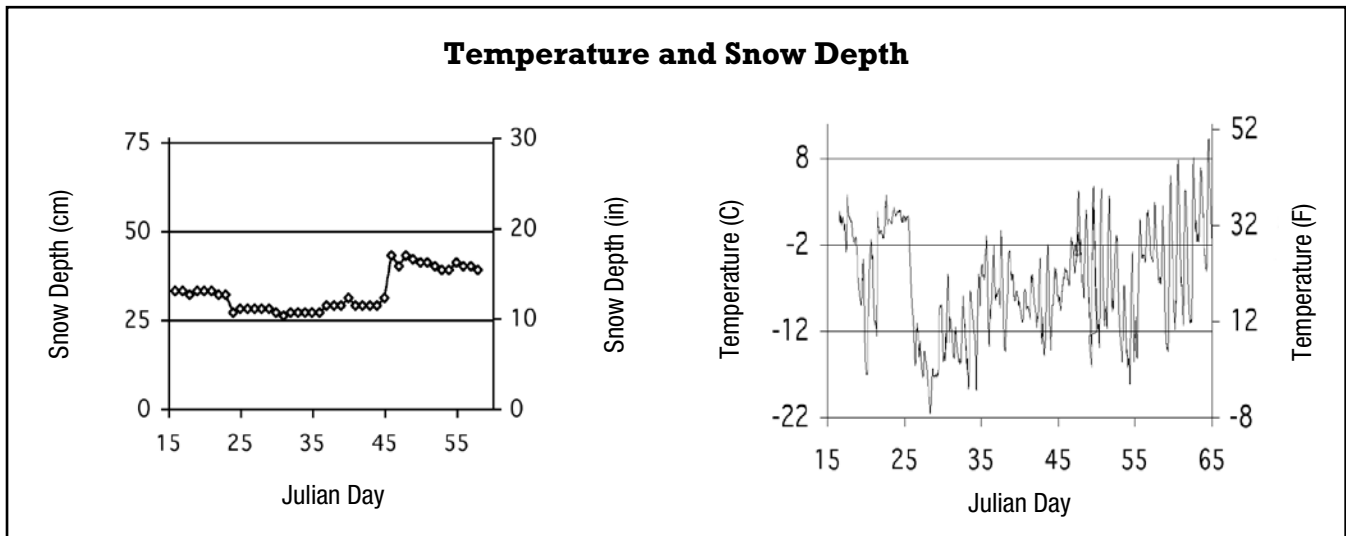 Temperature and Snow Depth
Snow Depth (cm)
75
50
25
0
30
20
10
0
Snow Depth (in)
15 25 35 45 55
Julian Day
Temperature (C)
8
-2
-12
-22
52
32
12
-8
Temperature (F)
15 25 35 45 55 65
Julian Day